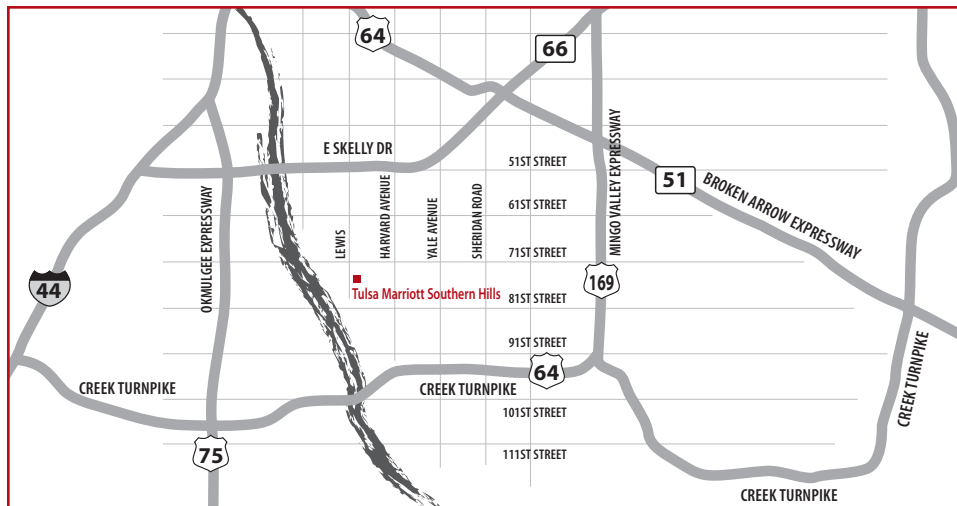 64
66
E SKELLY DR
51ST STREET
MINGO VALLEY EXPRESSWAY
51
BROKEN ARROW EXPRESSWAY
61ST STREET
OKMULGEE EXPRESSWAY
LEWIS
HARVARD AVENUE
YALE AVENUE
SHERIDAN ROAD
71ST STREET
44
169
Tulsa Marriott Southern Hills
81ST STREET
91ST STREET
64
CREEK TURNPIKE
CREEK TURNPIKE
CREEK TURNPIKE
101ST STREET
75
111ST STREET
CREEK TURNPIKE